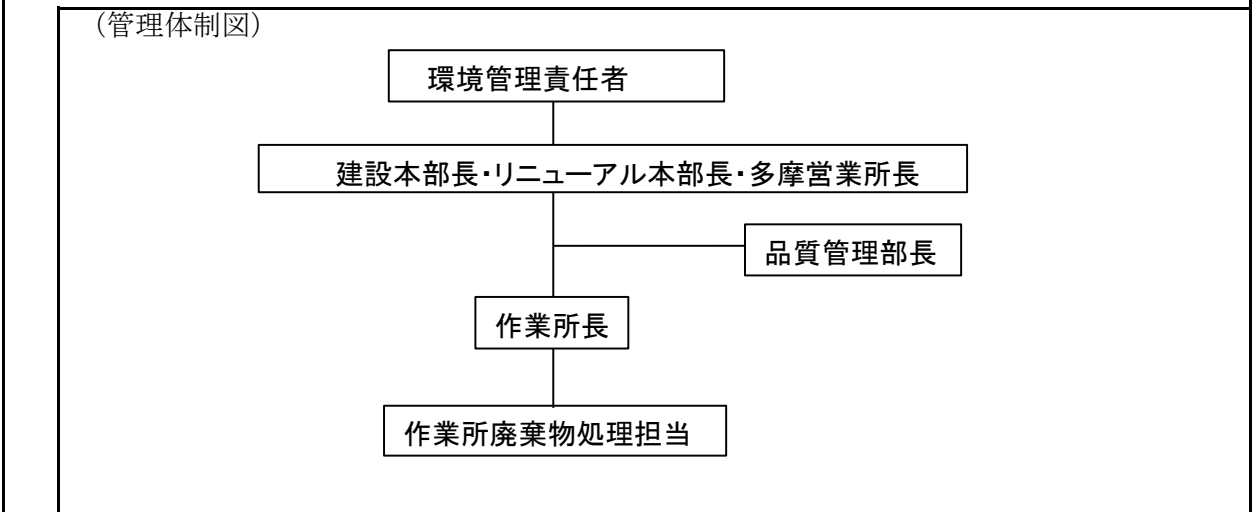 （管理体制図）
環境管理責任者
建設本部長・リニューアル本部長・多摩営業所長
品質管理部長
作業所長
作業所廃棄物処理担当